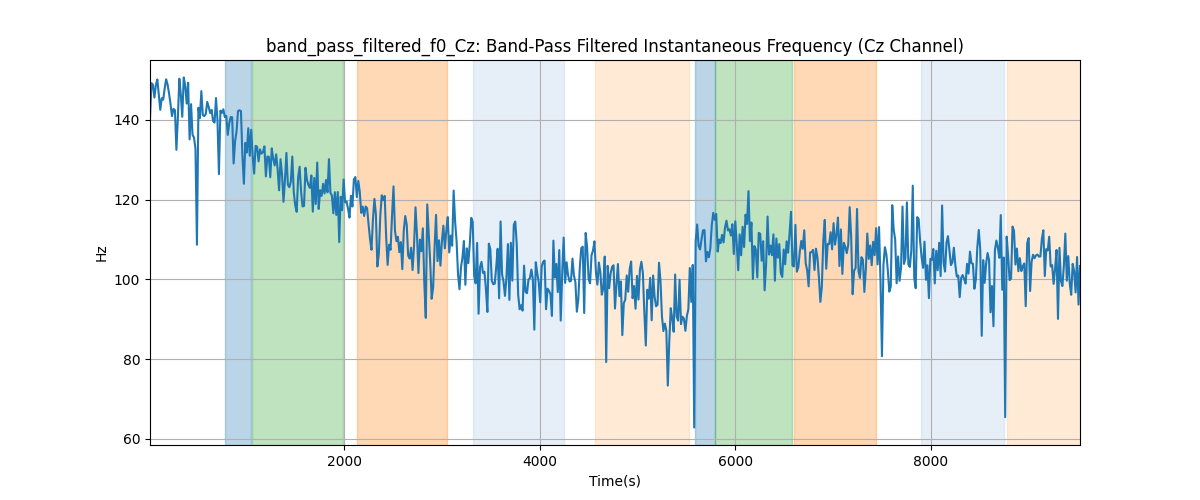 band_pass_filtered_f0_Cz: Band-Pass Filtered Instantaneous Frequency (Cz Channel)
140
120
100
80
60
Hz
2000 4000 6000 8000
Time(s)